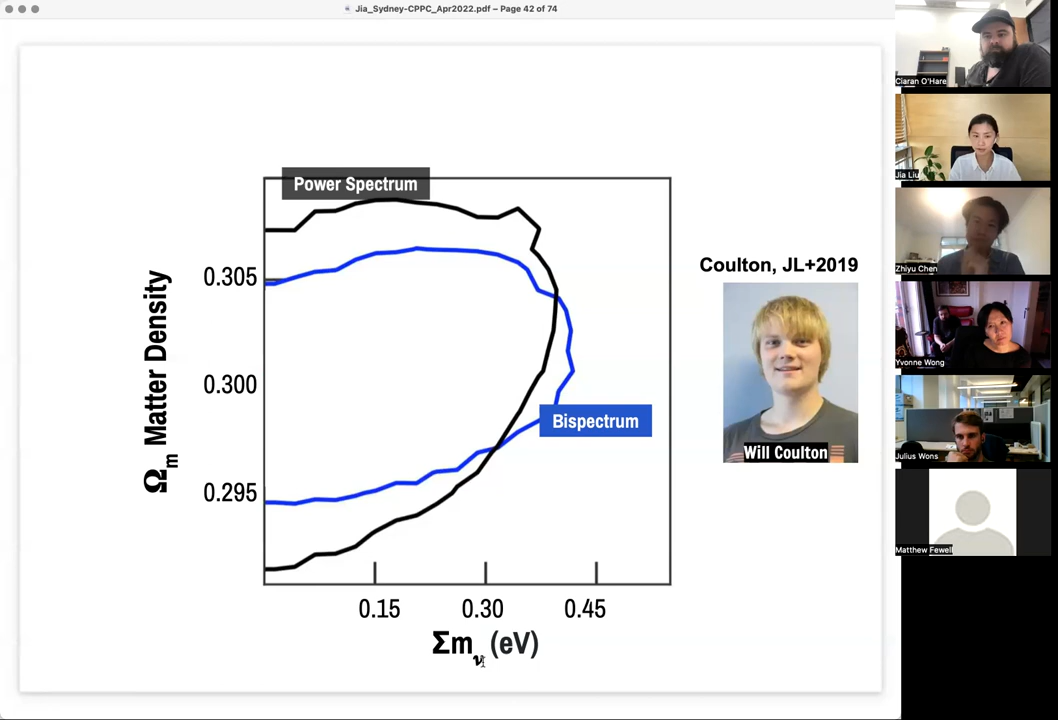 Jia_Sydney-CPPC_Apr2022.pdf – Page 42 of 74
Power Spectrum
0.305
0.300
0.295
Ωm Matter Density
Bispectrum
0.15 0.30 0.45
Σmν (eV)
Coulton, JL+2019
Will Coulton
Ciaran O'Hare
Jia Liu
Zhiyu Chen
Yvonne Wong
Julius Wons
Matthew Fewell